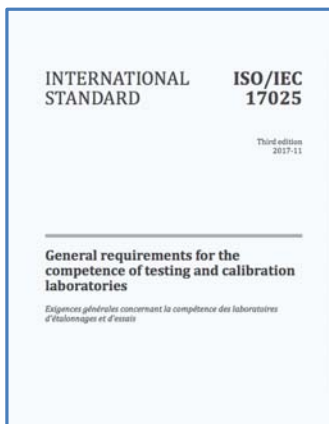 INTERNATIONAL
STANDARD
ISO/IEC
17025
Third edition
2017-11
General requirements for the
competence of testing and calibration
laboratories
Exigences générales concernant la compétence des laboratoires
d'étalonnages et d'essais